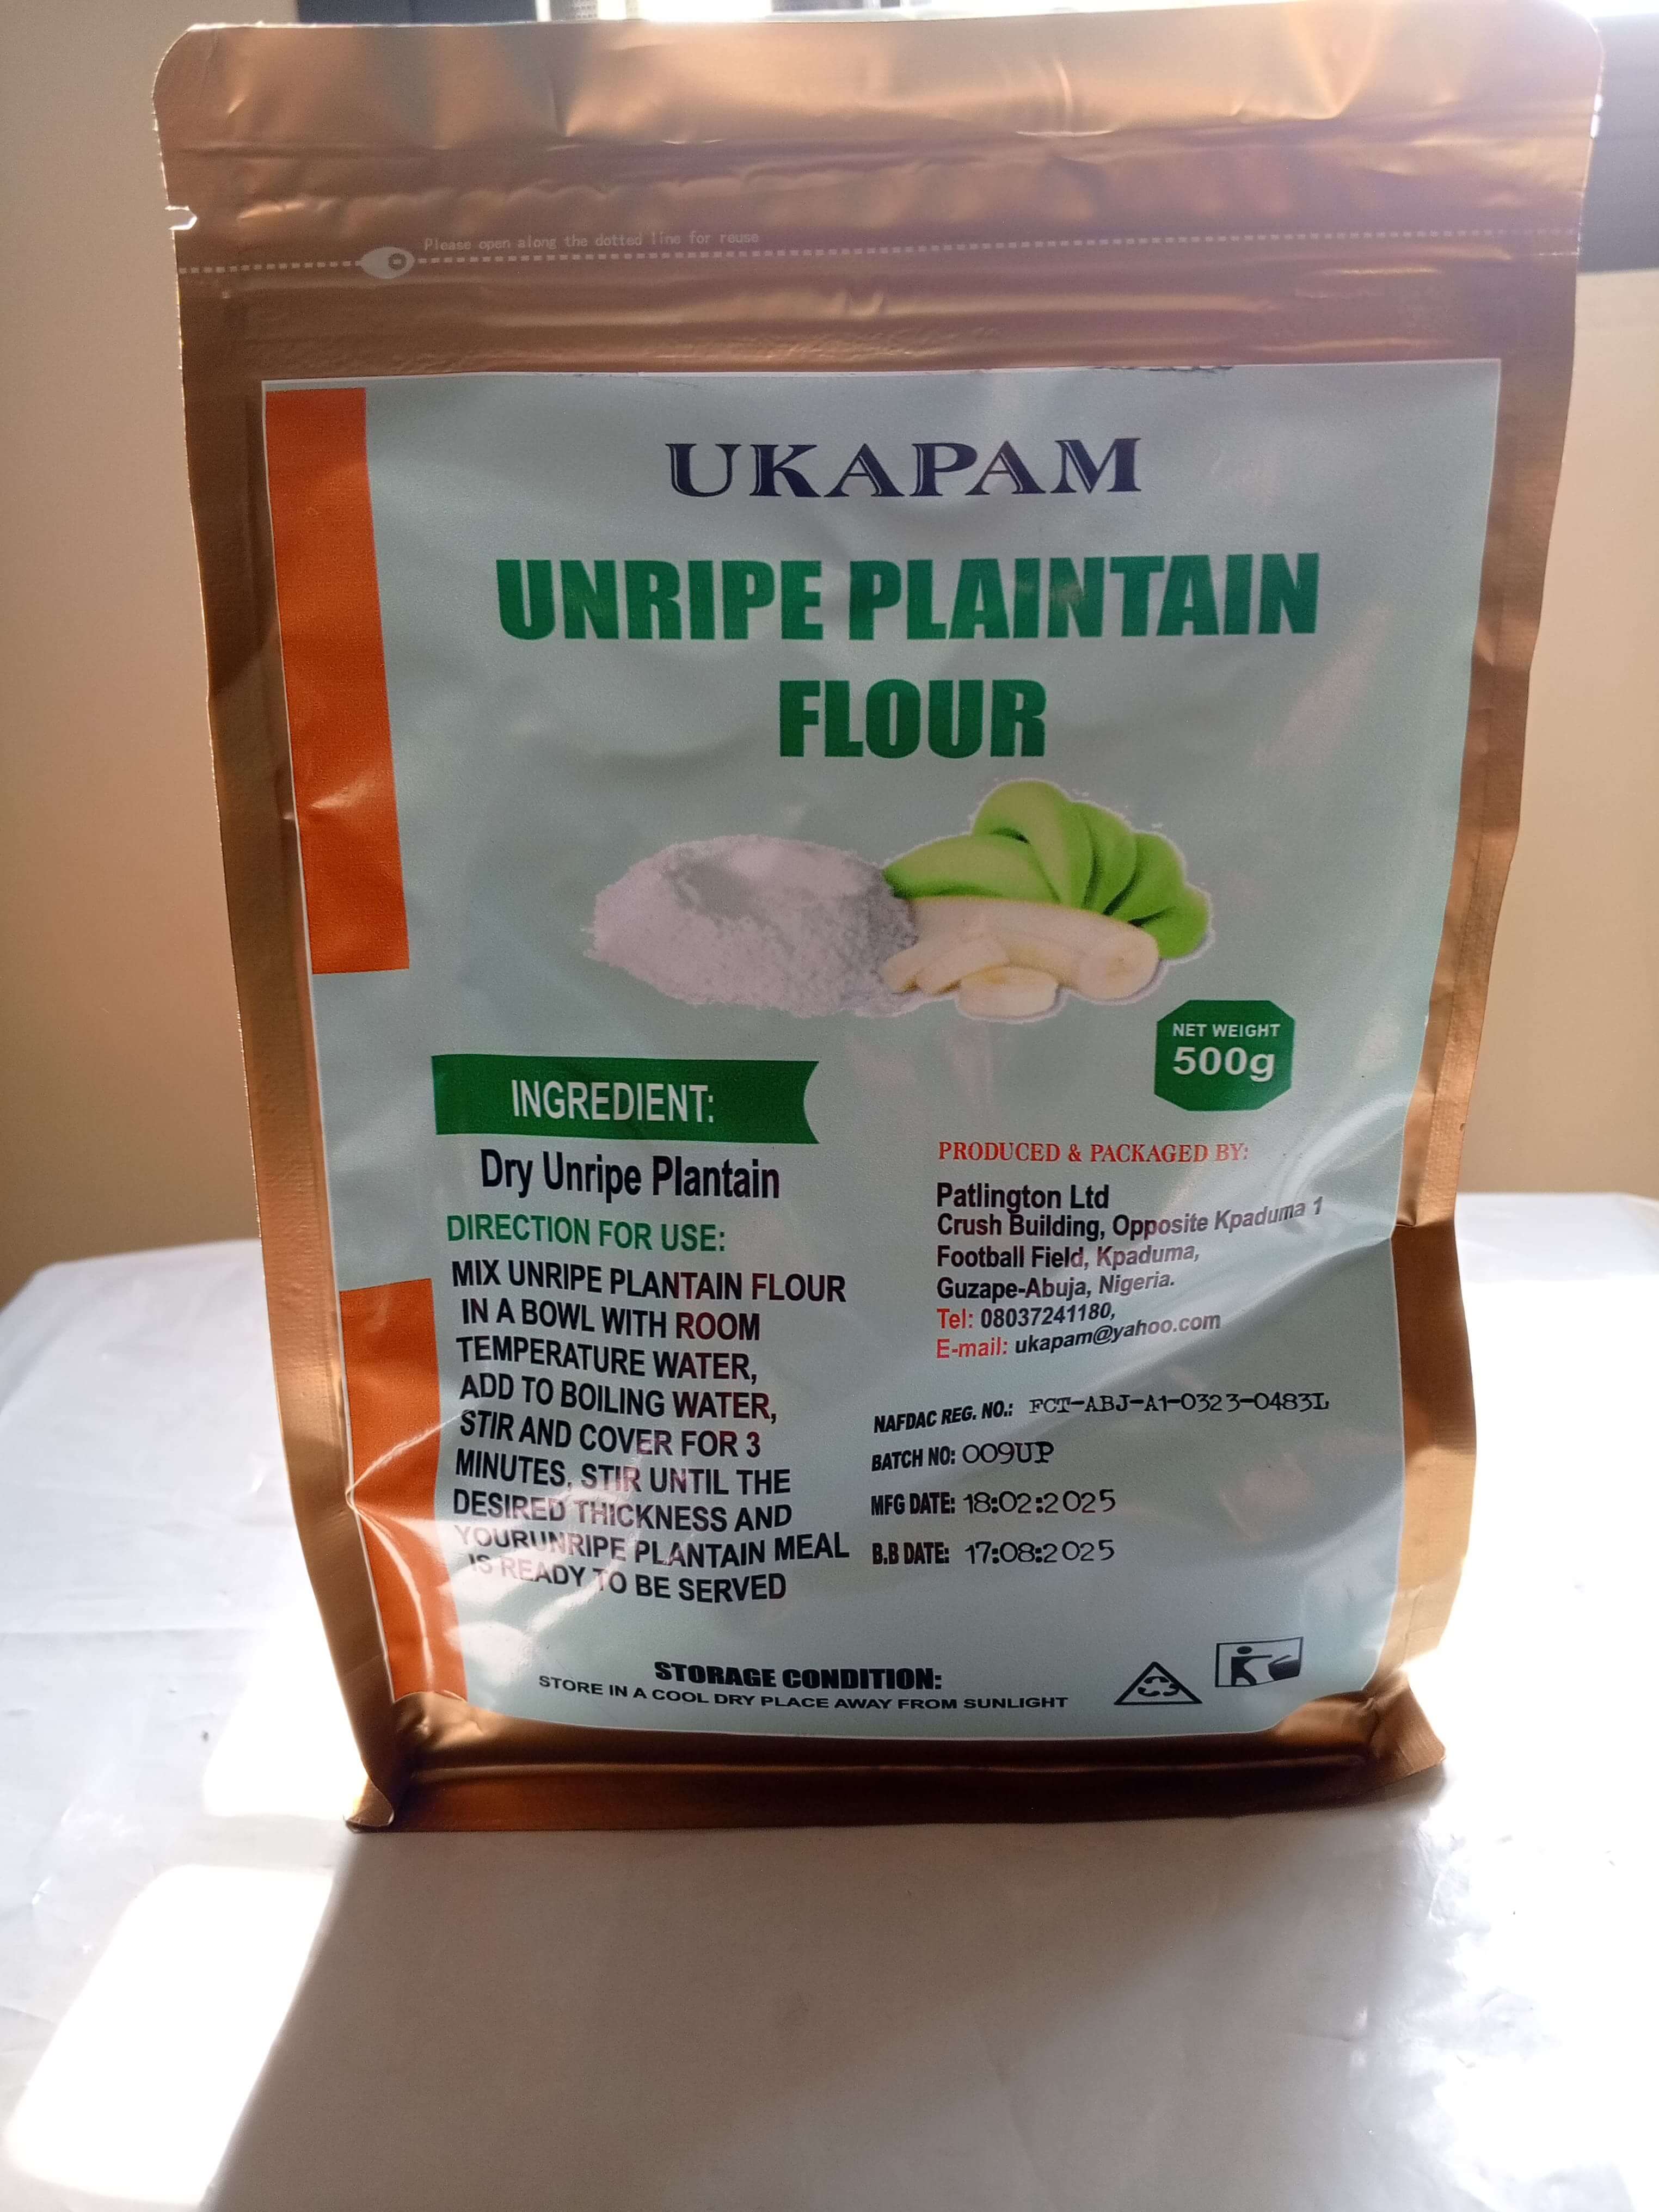 Please open along the dotted line for reuse
UKAPAM
UNRIPE PLAINTAIN
FLOUR
NET WEIGHT
500g
INGREDIENT:
Dry Unripe Plantain
DIRECTION FOR USE:
MIX UNRIPE PLANTAIN FLOUR
IN A BOWL WITH ROOM
TEMPERATURE WATER,
ADD TO BOILING WATER,
STIR AND COVER FOR 3
MINUTES, STIR UNTIL THE
DESIRED THICKNESS AND
YOURUNRIPE PLANTAIN MEAL
IS READY TO BE SERVED
PRODUCED & PACKAGED BY:
Patlington Ltd
Crush Building, Opposite Kpaduma 1
Football Field, Kpaduma,
Guzape-Abuja, Nigeria.
Tel: 08037241180,
E-mail: ukapam@yahoo.com
NAFDAC REG. NO.: FCT-ABJ-A1-0323-0483L
BATCH NO: 009UP
MFG DATE: 18:02:2025
B.B DATE: 17:08:2025
STORAGE CONDITION:
STORE IN A COOL DRY PLACE AWAY FROM SUNLIGHT